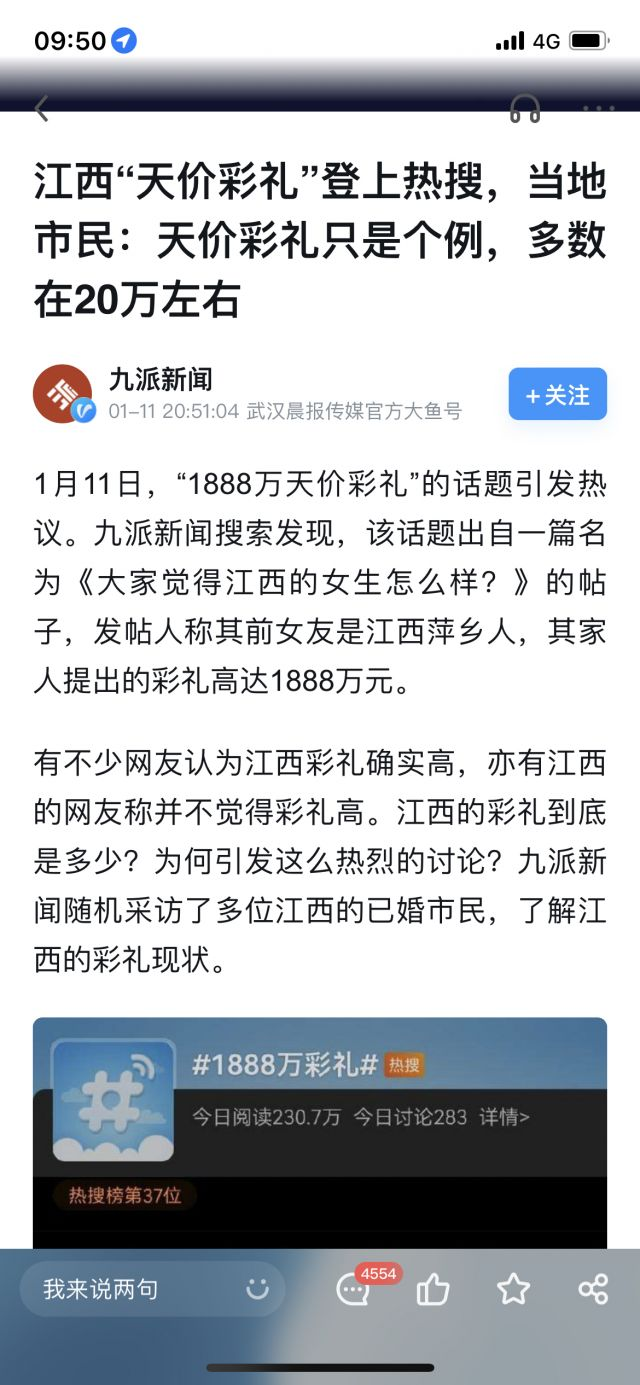 09:50
4G
江西“天价彩礼”登上热搜，当地
市民：天价彩礼只是个例，多数
在20万左右
九派新闻
01-11 20:51:04 武汉晨报传媒官方大鱼号
+关注
1月11日，“1888万天价彩礼”的话题引发热
议。九派新闻搜索发现，该话题出自一篇名
为《大家觉得江西的女生怎么样？》的帖
子，发帖人称其前女友是江西萍乡人，其家
人提出的彩礼高达1888万元。
有不少网友认为江西彩礼确实高，亦有江西
的网友称并不觉得彩礼高。江西的彩礼到底
是多少？为何引发这么热烈的讨论？九派新
闻随机采访了多位江西的已婚市民，了解江
西的彩礼现状。
#1888万彩礼# 热搜
今日阅读230.7万 今日讨论283 详情>
热搜榜第37位
我来说两句
4554